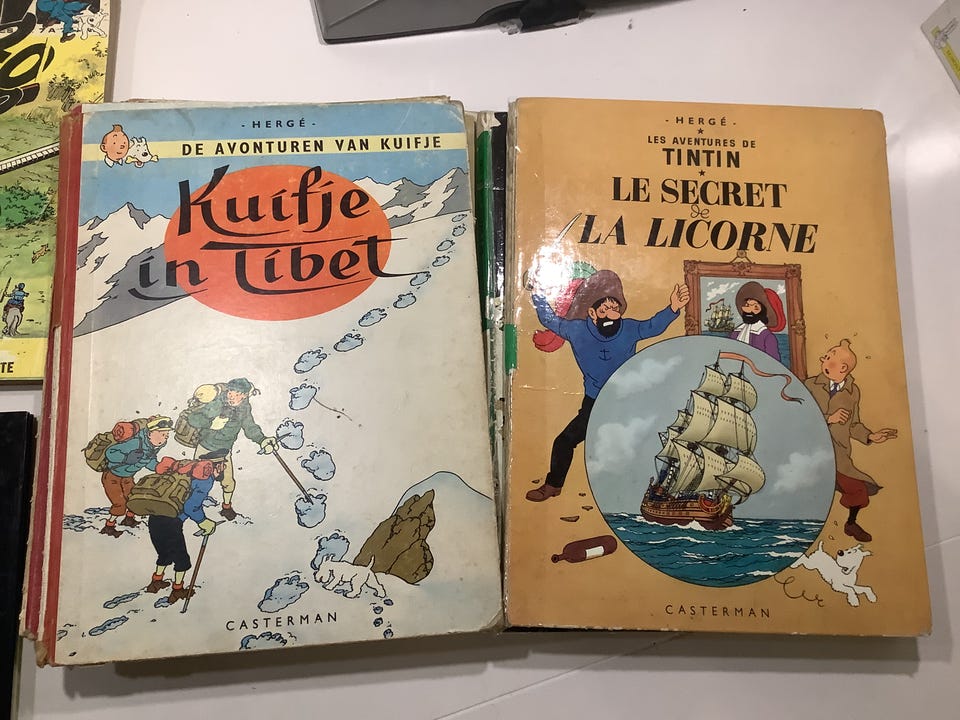 - HERGÉ -
DE AVONTUREN VAN KUIFJE
Kuifje
in Tibet
CASTERMAN
- HERGÉ -
LES AVENTURES DE
TINTIN
LE SECRET
de
LA LICORNE
CASTERMAN
TE